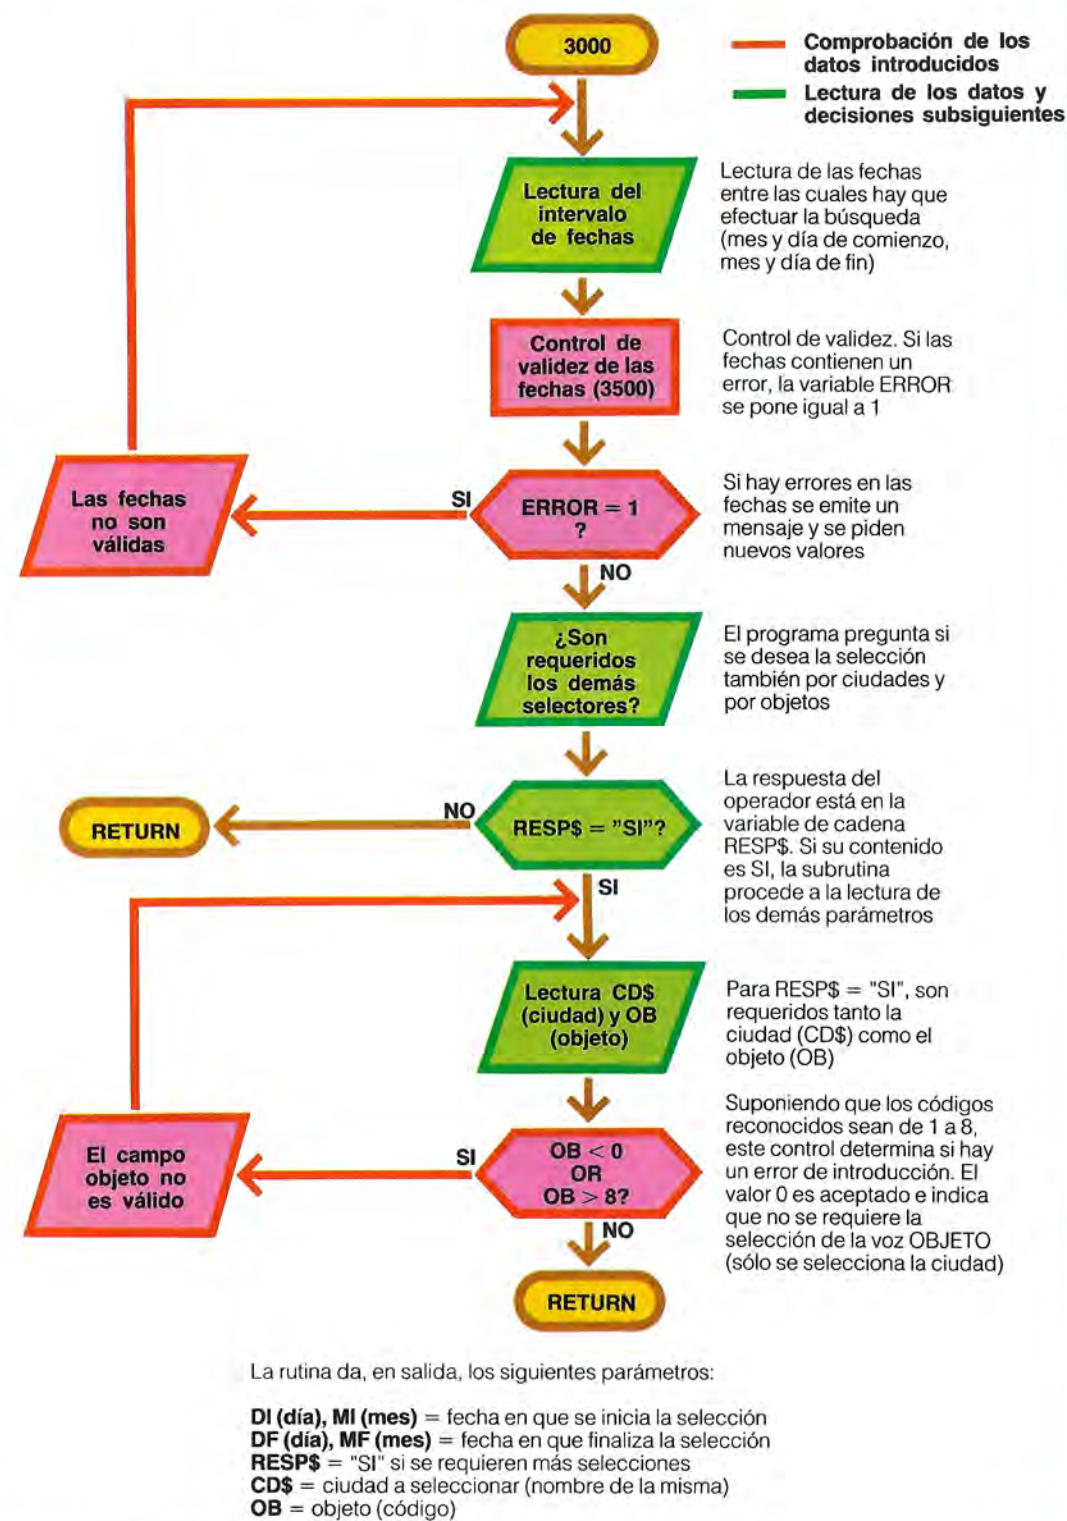 3000
Comprobación de los
datos introducidos
Lectura de los datos y
decisiones subsiguientes
Lectura del
intervalo
de fechas
Lectura de las fechas
entre las cuales hay que
efectuar la búsqueda
(mes y día de comienzo,
mes y día de fin)
Control de
validez de las
fechas (3500)
Control de validez. Si las
fechas contienen un
error, la variable ERROR
se pone igual a 1
Las fechas
no son
válidas
SI
ERROR = 1
?
Si hay errores en las
fechas se emite un
mensaje y se piden
nuevos valores
NO
¿Son
requeridos
los demás
selectores?
El programa pregunta si
se desea la selección
también por ciudades y
por objetos
RETURN
NO
RESP$ = "SI"?
La respuesta del
operador está en la
variable de cadena
RESP$. Si su contenido
es SI, la subrutina
procede a la lectura de
los demás parámetros
SI
Lectura CD$
(ciudad) y OB
(objeto)
Para RESP$ = "SI", son
requeridos tanto la
ciudad (CD$) como el
objeto (OB)
El campo
objeto no
es válido
SI
OB < 0
OR
OB > 8?
Suponiendo que los códigos
reconocidos sean de 1 a 8,
este control determina si hay
un error de introducción. El
valor 0 es aceptado e indica
que no se requiere la
selección de la voz OBJETO
(sólo se selecciona la ciudad)
NO
RETURN
La rutina da, en salida, los siguientes parámetros:
DI (día), MI (mes) = fecha en que se inicia la selección
DF (día), MF (mes) = fecha en que finaliza la selección
RESP$ = "SI" si se requieren más selecciones
CD$ = ciudad a seleccionar (nombre de la misma)
OB = objeto (código)